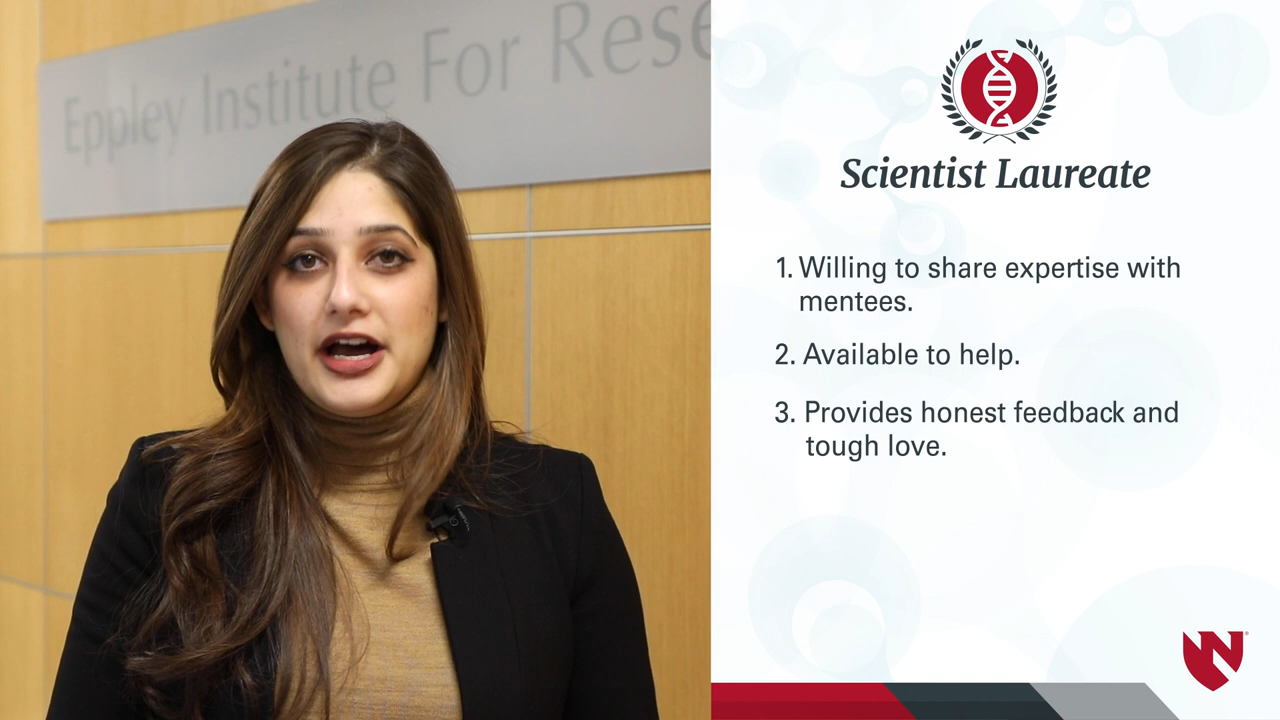 Eppley Institute For Rese
Scientist Laureate
1. Willing to share expertise with
mentees.
2. Available to help.
3. Provides honest feedback and
tough love.
N